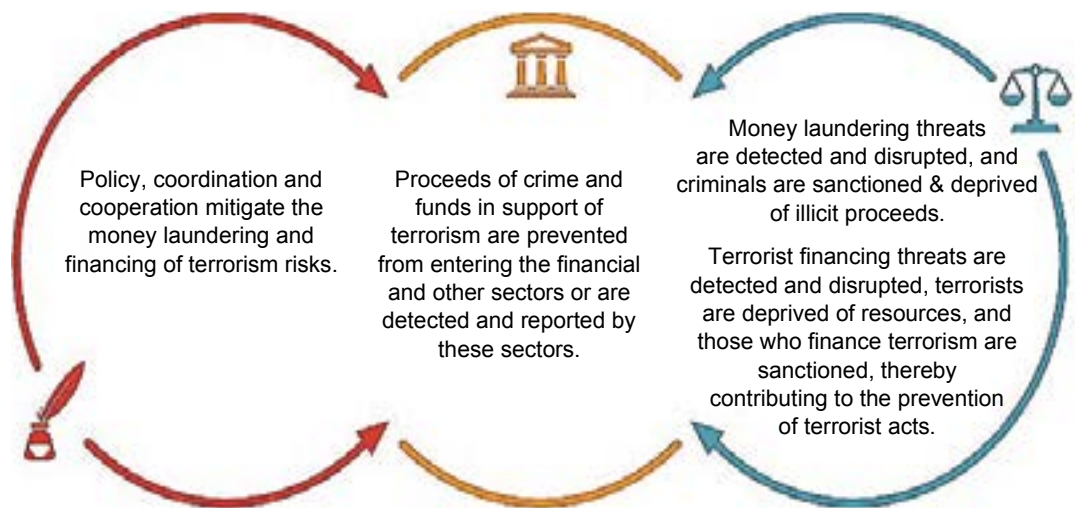 Policy, coordination and
cooperation mitigate the
money laundering and
financing of terrorism risks.
Proceeds of crime and
funds in support of
terrorism are prevented
from entering the financial
and other sectors or are
detected and reported by
these sectors.
Money laundering threats
are detected and disrupted, and
criminals are sanctioned & deprived
of illicit proceeds.
Terrorist financing threats are
detected and disrupted, terrorists
are deprived of resources, and
those who finance terrorism are
sanctioned, thereby
contributing to the prevention
of terrorist acts.